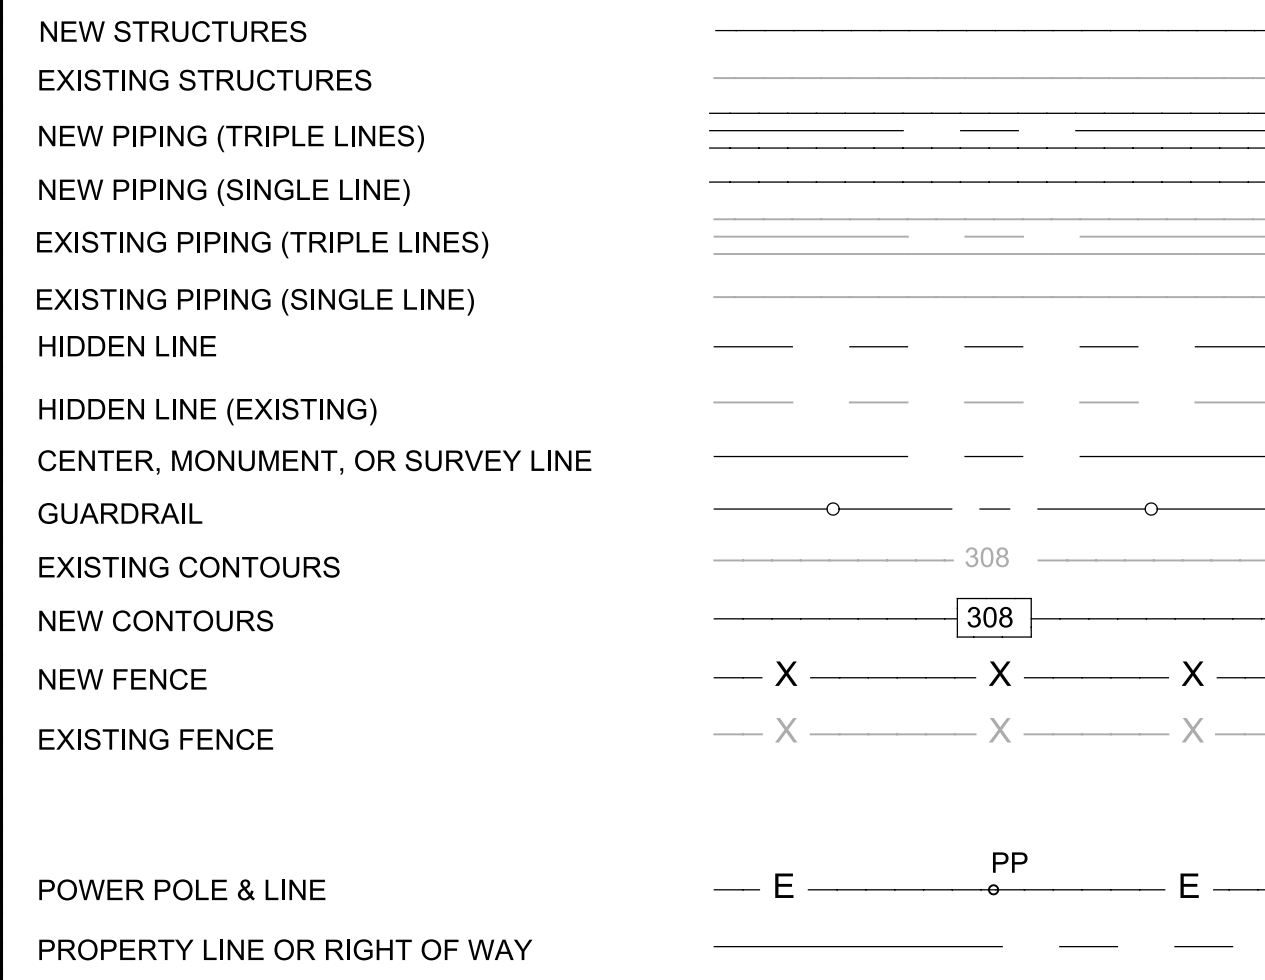 NEW STRUCTURES
EXISTING STRUCTURES
NEW PIPING (TRIPLE LINES)
NEW PIPING (SINGLE LINE)
EXISTING PIPING (TRIPLE LINES)
EXISTING PIPING (SINGLE LINE)
HIDDEN LINE
HIDDEN LINE (EXISTING)
CENTER, MONUMENT, OR SURVEY LINE
GUARDRAIL
EXISTING CONTOURS 308
NEW CONTOURS 308
NEW FENCE X X X
EXISTING FENCE X X X
PP
POWER POLE & LINE E E
PROPERTY LINE OR RIGHT OF WAY